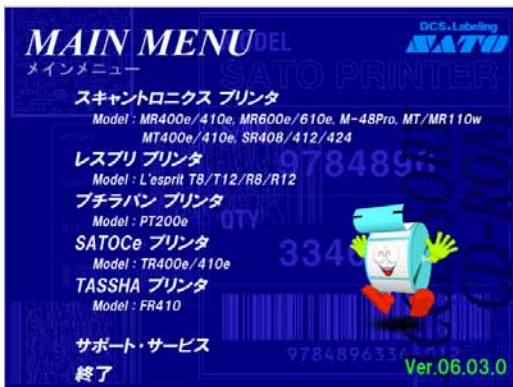 MAIN MENU
メインメニュー
DCS & Labeling
SATO
MODEL
SATO PRINTER
スキャントロニクス プリンタ
Model : MR400e/410e, MR600e/610e, M-48Pro, MT/MR110w
MT400e/410e, SR408/412/424
レスプリ プリンタ
Model : L'esprit T8/T12/R8/R12
プチラパン プリンタ
Model : PT200e
QTY
SATOCe プリンタ
Model : TR400e/410e
TASSHA プリンタ
Model : FR410
サポート・サービス
終了
CD-ROM
Ver.06.03.0